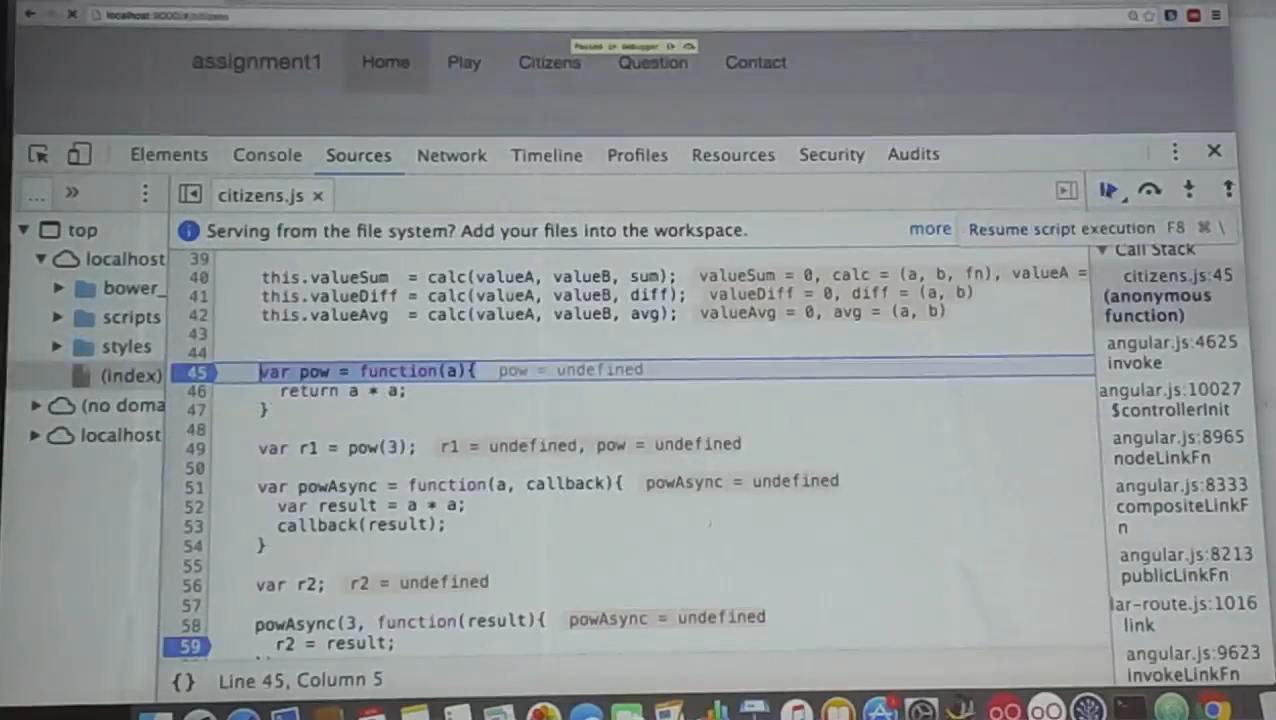 localhost:9000/#/citizens
Paused in debugger
assignment1 Home Play Citizens Question Contact
Elements Console Sources Network Timeline Profiles Resources Security Audits
... » citizens.js ×
top
localhost
bower_
scripts
styles
(index)
(no doma
localhost
Serving from the file system? Add your files into the workspace. more
Resume script execution F8 ⌘ \
39
40 this.valueSum = calc(valueA, valueB, sum); valueSum = 0, calc = (a, b, fn), valueA =
41 this.valueDiff = calc(valueA, valueB, diff); valueDiff = 0, diff = (a, b)
42 this.valueAvg = calc(valueA, valueB, avg); valueAvg = 0, avg = (a, b)
43
44
45 var pow = function(a){ pow = undefined
46 return a * a;
47 }
48
49 var r1 = pow(3); r1 = undefined, pow = undefined
50
51 var powAsync = function(a, callback){ powAsync = undefined
52 var result = a * a;
53 callback(result);
54 }
55
56 var r2; r2 = undefined
57
58 powAsync(3, function(result){ powAsync = undefined
59 r2 = result;
{} Line 45, Column 5
Call Stack
citizens.js:45
(anonymous
function)
angular.js:4625
invoke
angular.js:10027
$controllerInit
angular.js:8965
nodeLinkFn
angular.js:8333
compositeLinkF
n
angular.js:8213
publicLinkFn
lar-route.js:1016
link
angular.js:9623
invokeLinkFn